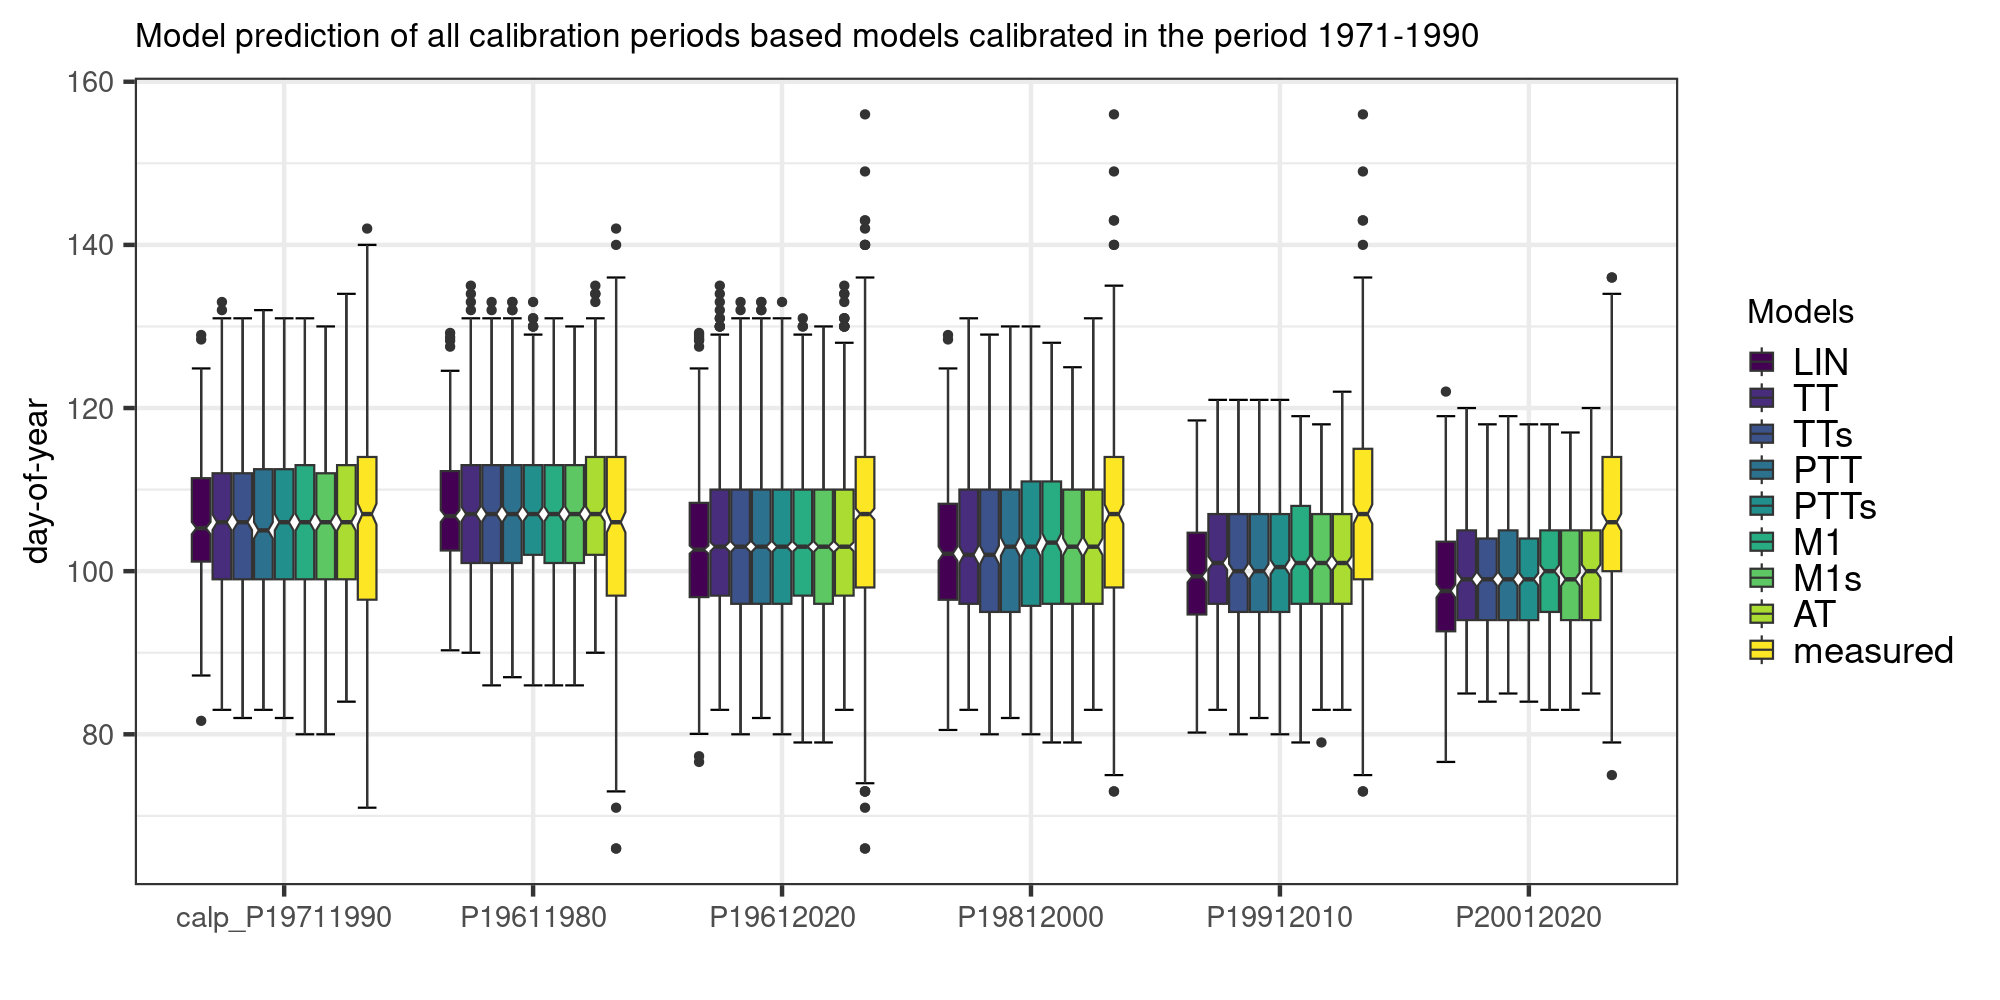 Model prediction of all calibration periods based models calibrated in the period 1971-1990
160
140
120
100
80
day-of-year
calp_P19711990
P19611980
P19612020
P19812000
P19912010
P20012020
Models
LIN
TT
TTs
PTT
PTTs
M1
M1s
AT
measured